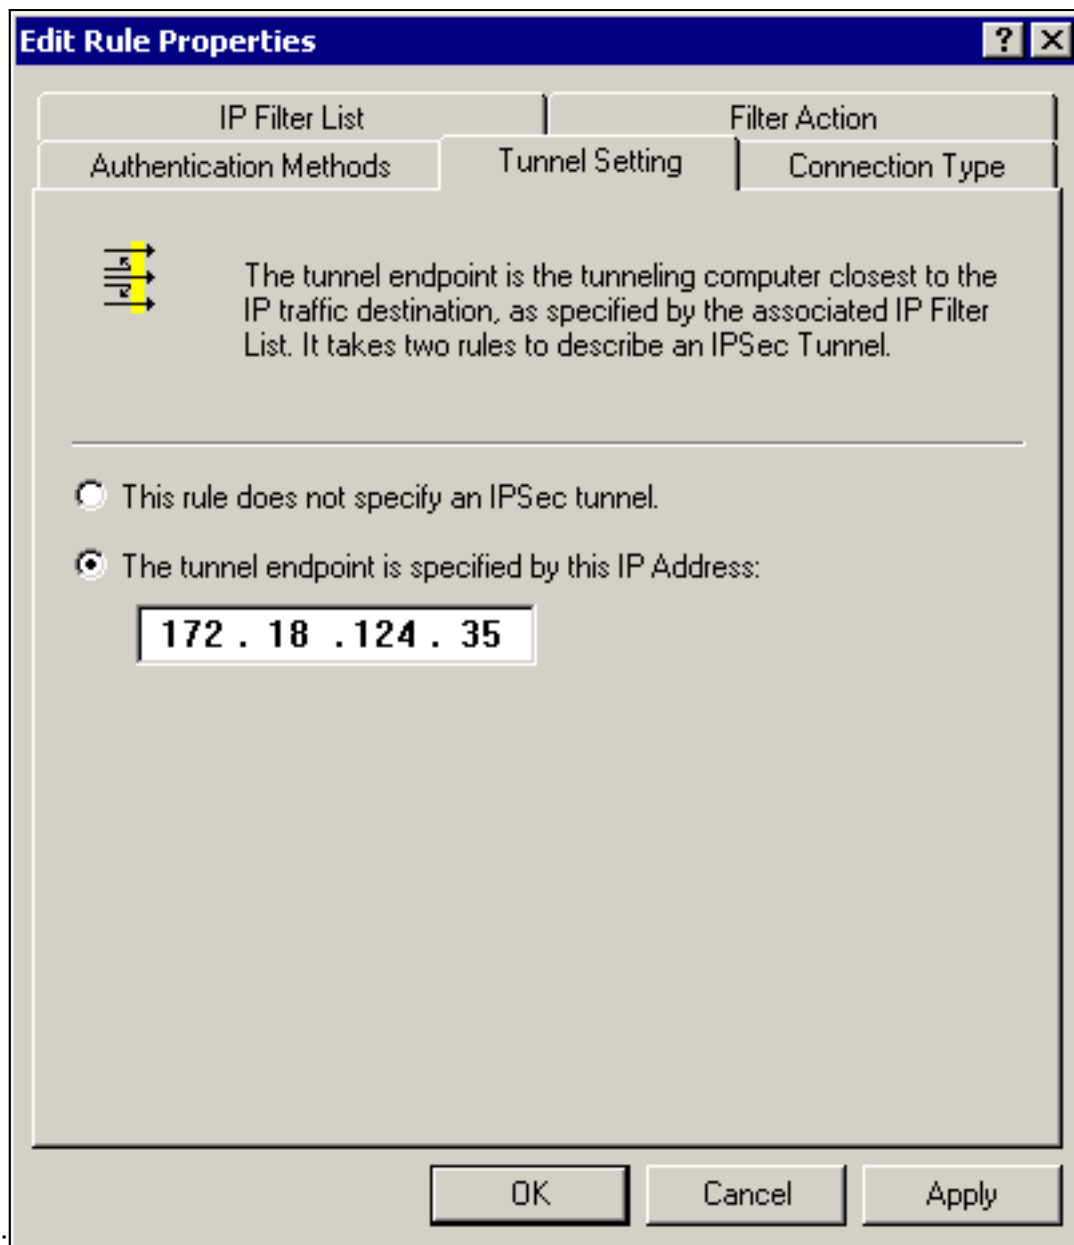 Edit Rule Properties
IP Filter List
Filter Action
Authentication Methods
Tunnel Setting
Connection Type
The tunnel endpoint is the tunneling computer closest to the
IP traffic destination, as specified by the associated IP Filter
List. It takes two rules to describe an IPSec Tunnel.
This rule does not specify an IPSec tunnel.
The tunnel endpoint is specified by this IP Address:
172 . 18 .124 . 35
OK
Cancel
Apply
.